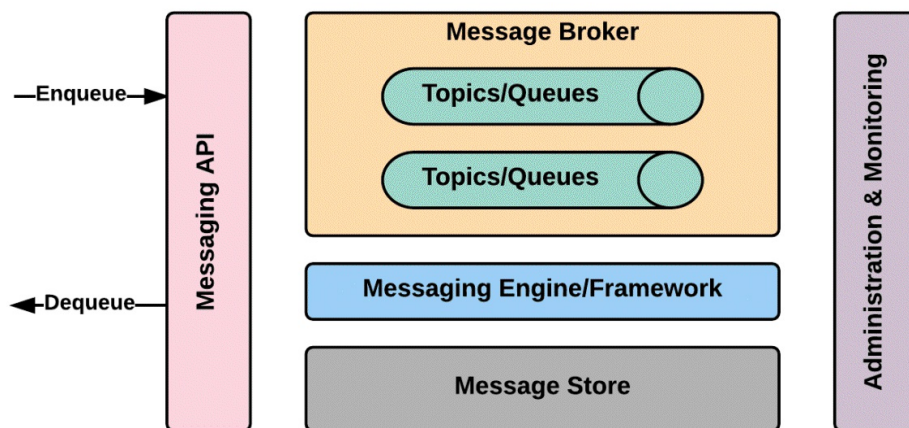 Message Broker
Enqueue
Topics/Queues
Topics/Queues
Messaging API
Administration & Monitoring
Messaging Engine/Framework
Dequeue
Message Store